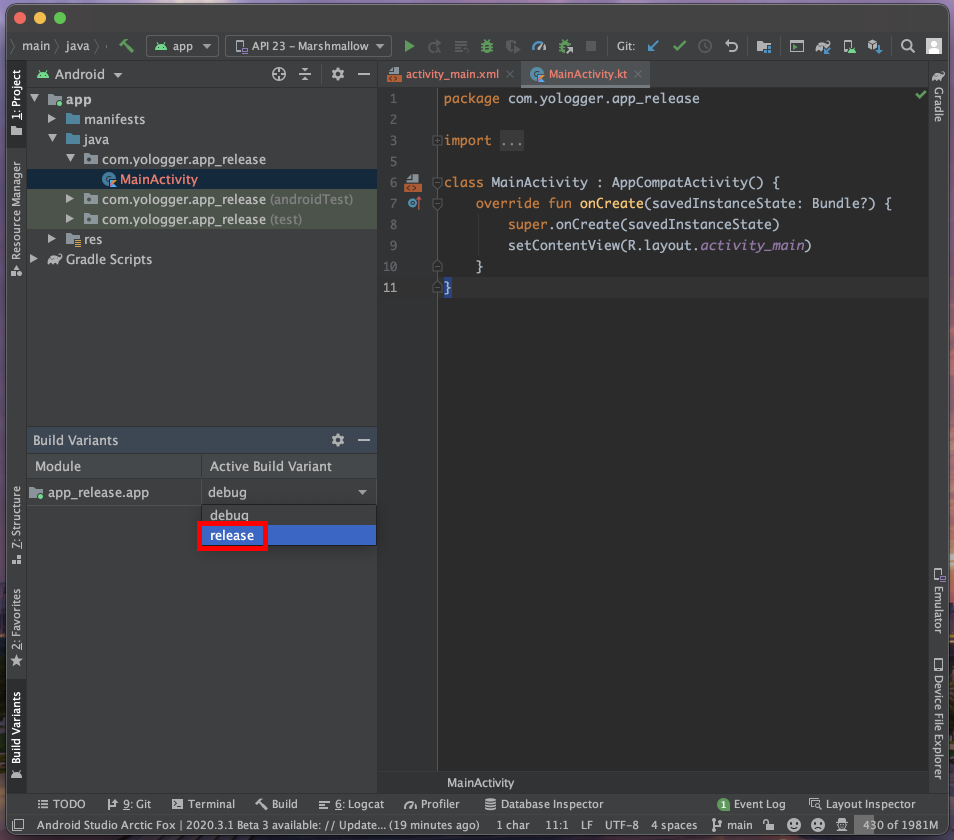 main
java
app
API 23 – Marshmallow
Git:
1: Project
Resource Manager
Z: Structure
2: Favorites
Build Variants
Android
app
manifests
java
com.yologger.app_release
MainActivity
com.yologger.app_release (androidTest)
com.yologger.app_release (test)
res
Gradle Scripts
Build Variants
Module
Active Build Variant
app_release.app
debug
debug
release
activity_main.xml
MainActivity.kt
1 package com.yologger.app_release
2
3 import ...
5
6 class MainActivity : AppCompatActivity() {
7 override fun onCreate(savedInstanceState: Bundle?) {
8 super.onCreate(savedInstanceState)
9 setContentView(R.layout.activity_main)
10 }
11 }
MainActivity
Gradle
Emulator
Device File Explorer
TODO
9: Git
Terminal
Build
6: Logcat
Profiler
Database Inspector
1 Event Log
Layout Inspector
Android Studio Arctic Fox | 2020.3.1 Beta 3 available: // Update... (19 minutes ago)
1 char
11:1
LF
UTF-8
4 spaces
main
430 of 1981M